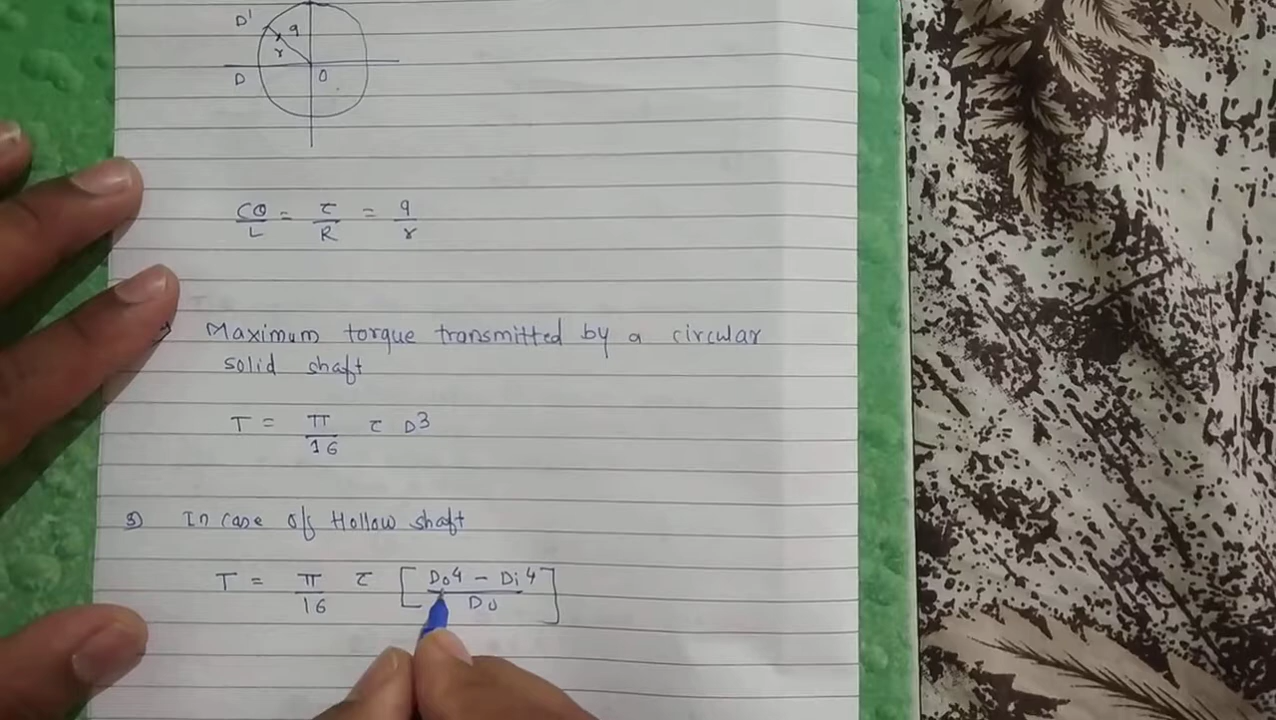 D' q
r
D O
Cθ/L = τ/R = q/r
Maximum torque transmitted by a circular
solid shaft
T = π/16 τ D³
3) In case of Hollow shaft
T = π/16 τ [Do⁴ - Di⁴/Do]